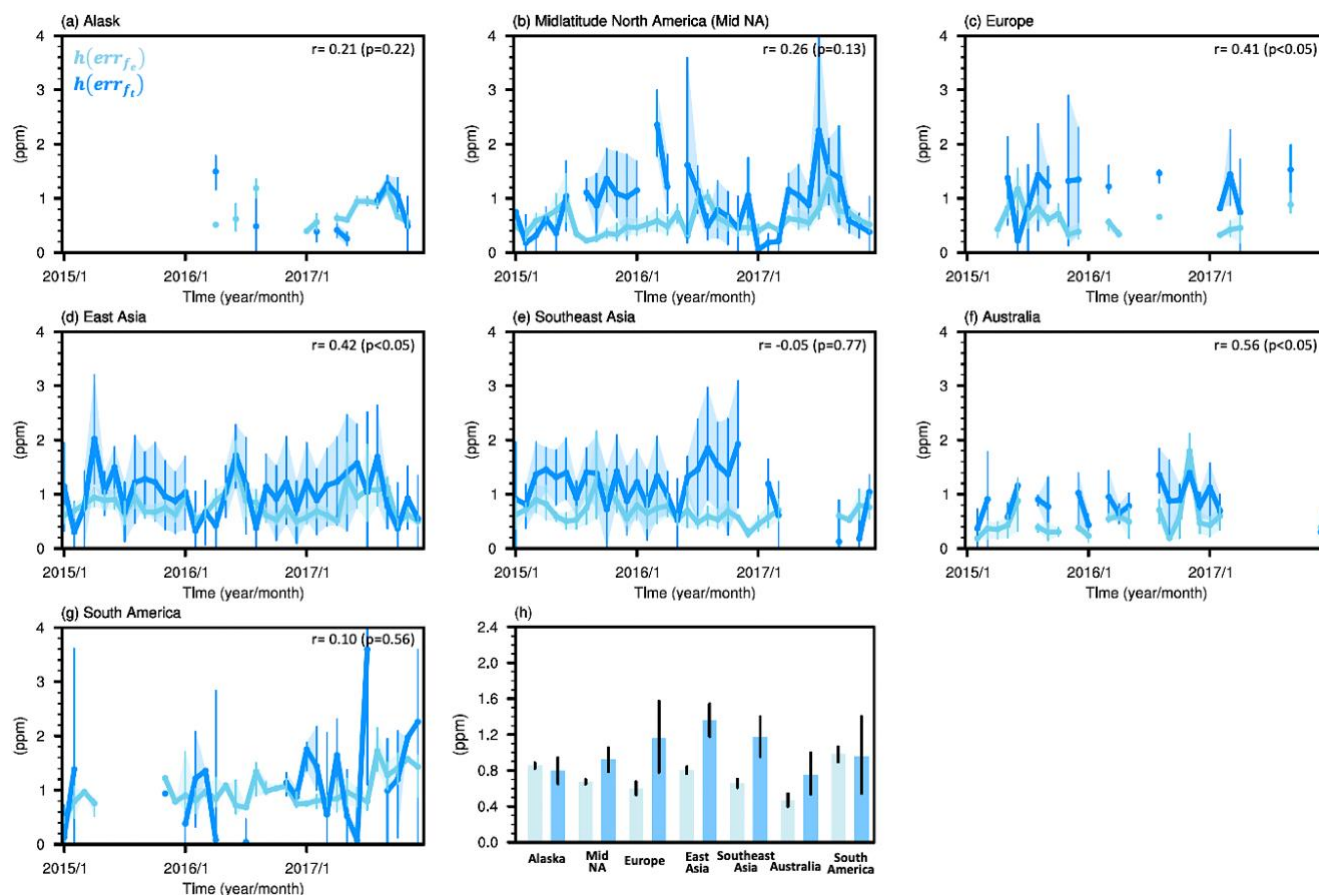 (a) Alask
r= 0.21 (p=0.22)
h(err_{f_e})
h(err_{f_t})
4
3
2
1
0
(ppm)
2015/1
2016/1
2017/1
TIme (year/month)
(b) Midlatitude North America (Mid NA)
r= 0.26 (p=0.13)
4
3
2
1
0
(ppm)
2015/1
2016/1
2017/1
TIme (year/month)
(c) Europe
r= 0.41 (p<0.05)
4
3
2
1
0
(ppm)
2015/1
2016/1
2017/1
TIme (year/month)
(d) East Asia
r= 0.42 (p<0.05)
4
3
2
1
0
(ppm)
2015/1
2016/1
2017/1
TIme (year/month)
(e) Southeast Asia
r= -0.05 (p=0.77)
4
3
2
1
0
(ppm)
2015/1
2016/1
2017/1
TIme (year/month)
(f) Australia
r= 0.56 (p<0.05)
4
3
2
1
0
(ppm)
2015/1
2016/1
2017/1
TIme (year/month)
(g) South America
r= 0.10 (p=0.56)
4
3
2
1
0
(ppm)
2015/1
2016/1
2017/1
TIme (year/month)
(h)
2.4
2.0
1.6
1.2
0.8
0.4
0.0
(ppm)
Alaska
Mid
NA
Europe
East
Asia
Southeast
Asia
Australia
South
America